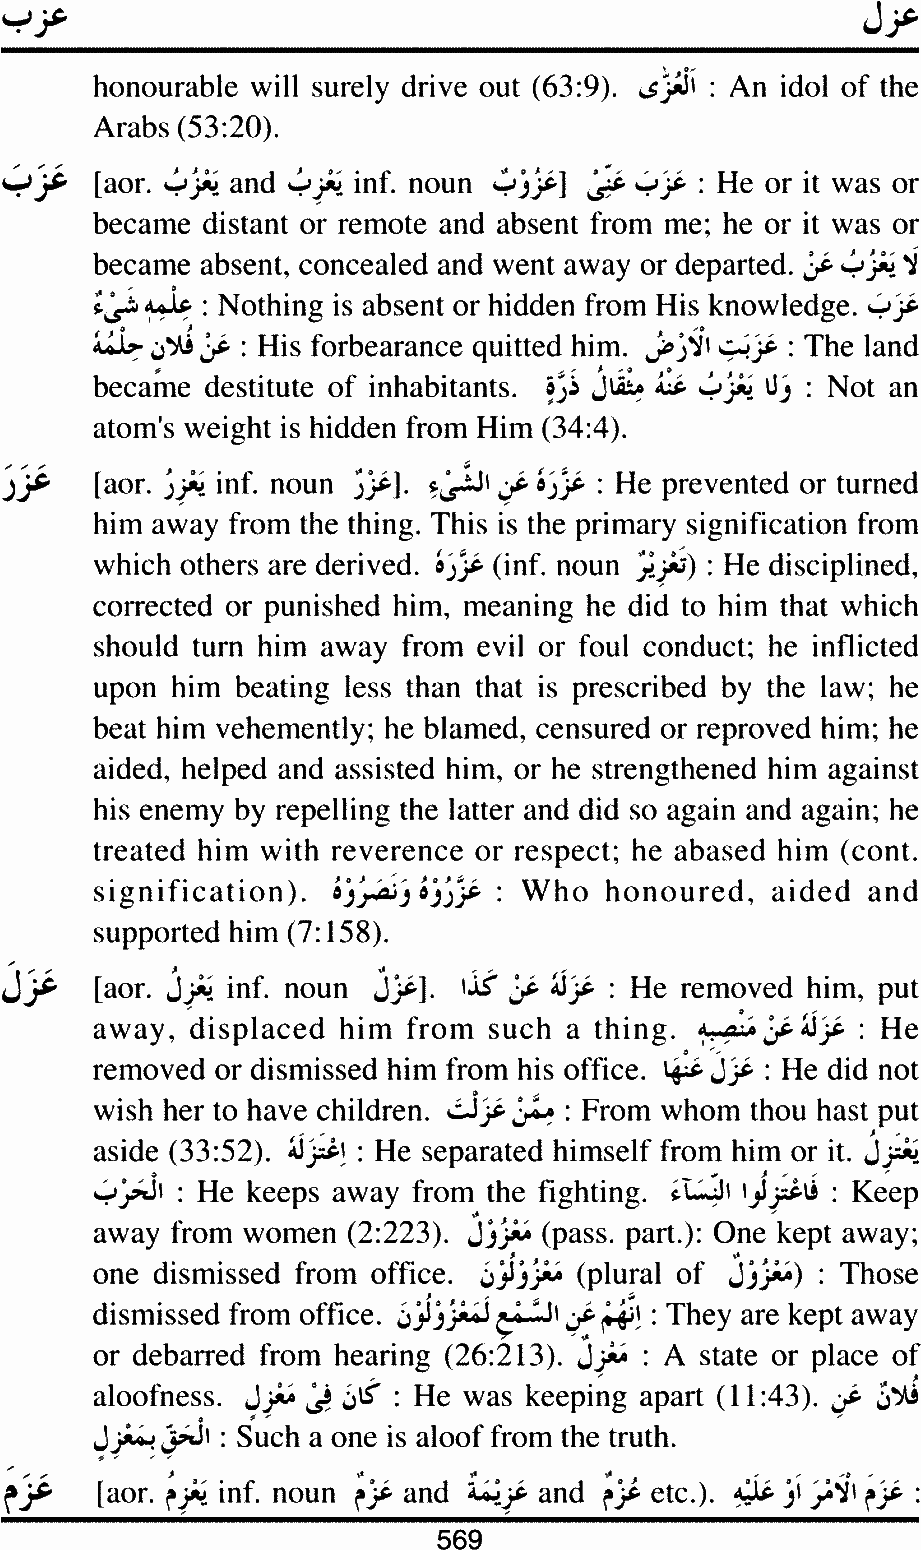 عزب عزل
honourable will surely drive out (63:9). اَلْعُزّٰى : An idol of the
Arabs (53:20).
عَزَبَ [aor. يَعْزُبُ and يَعْزِبُ inf. noun عُزُوْبٌ] عَزَبَ عَنِّىْ : He or it was or
became distant or remote and absent from me; he or it was or
became absent, concealed and went away or departed. لَا يَعْزُبُ عَنْ
عِلْمِهٖ شَىْءٌ : Nothing is absent or hidden from His knowledge. عَزَبَ
عَنْ فُلَانٍ حِلْمُهٗ : His forbearance quitted him. عَزَبَتِ الْاَرْضُ : The land
became destitute of inhabitants. وَلَا يَعْزُبُ عَنْهُ مِثْقَالُ ذَرَّةٍ : Not an
atom's weight is hidden from Him (34:4).
عَزَرَ [aor. يَعْزِرُ inf. noun عَزْرٌ]. عَزَرَهٗ عَنِ الشَّىْءِ : He prevented or turned
him away from the thing. This is the primary signification from
which others are derived. عَزَّرَهٗ (inf. noun تَعْزِيْرٌ) : He disciplined,
corrected or punished him, meaning he did to him that which
should turn him away from evil or foul conduct; he inflicted
upon him beating less than that is prescribed by the law; he
beat him vehemently; he blamed, censured or reproved him; he
aided, helped and assisted him, or he strengthened him against
his enemy by repelling the latter and did so again and again; he
treated him with reverence or respect; he abased him (cont.
signification). عَزَّرُوْهُ وَنَصَرُوْهُ : Who honoured, aided and
supported him (7:158).
عَزَلَ [aor. يَعْزِلُ inf. noun عَزْلٌ]. عَزَلَهٗ عَنْ كَذَا : He removed him, put
away, displaced him from such a thing. عَزَلَهٗ عَنْ مَنْصِبِهٖ : He
removed or dismissed him from his office. عَزَلَ عَنْهَا : He did not
wish her to have children. مِمَّنْ عَزَلْتَ : From whom thou hast put
aside (33:52). اِعْتَزَلَهٗ : He separated himself from him or it. يَعْتَزِلُ
الْحَرْبَ : He keeps away from the fighting. فَاعْتَزِلُوا النِّسَآءَ : Keep
away from women (2:223). مَعْزُوْلٌ (pass. part.): One kept away;
one dismissed from office. مَعْزُوْلُوْنَ (plural of مَعْزُوْلٌ) : Those
dismissed from office. اِنَّهُمْ عَنِ السَّمْعِ لَمَعْزُوْلُوْنَ : They are kept away
or debarred from hearing (26:213). مَعْزِلٌ : A state or place of
aloofness. كَانَ فِىْ مَعْزِلٍ : He was keeping apart (11:43). فُلَانٌ عَنِ
الْحَقِّ بِمَعْزِلٍ : Such a one is aloof from the truth.
عَزَمَ [aor. يَعْزِمُ inf. noun عَزْمٌ and عَزِيْمَةٌ and عُزْمٌ etc.). عَزَمَ الْاَمْرَ اَوْ عَلَيْهِ :
569